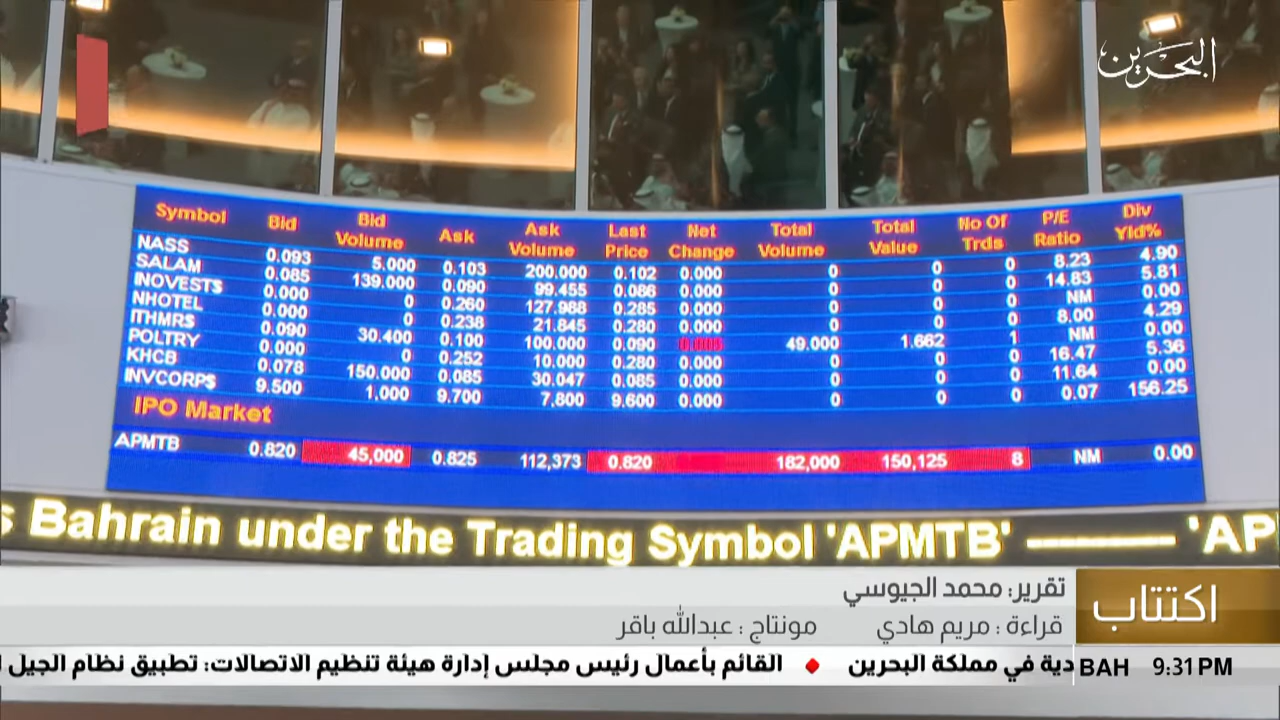 البحرين
Symbol Bid Bid Volume Ask Ask Volume Last Price Net Change Total Volume Total Value No Of Trds P/E Ratio Div Yld%
NASS 0.093 5.000 0.103 200.000 0.102 0.000 0 0 0 8.23 4.90
SALAM 0.085 139.000 0.090 99.455 0.086 0.000 0 0 0 14.83 5.81
INOVEST$ 0.000 0 0.260 127.988 0.285 0.000 0 0 0 NM 0.00
NHOTEL 0.000 0 0.238 21.845 0.280 0.000 0 0 0 8.00 4.29
ITHMR$ 0.090 30.400 0.100 100.000 0.090 49.000 1.662 1 NM 0.00
POLTRY 0.000 0 0.252 10.000 0.280 0.000 0 0 0 16.47 5.36
KHCB 0.078 150.000 0.085 30.047 0.085 0.000 0 0 0 11.64 0.00
INVCORP$ 9.500 1,000 9.700 7,800 9.600 0.000 0 0 0 0.07 156.25
IPO Market
APMTB 0.820 45,000 0.825 112,373 0.820 182,000 150,125 8 NM 0.00
s Bahrain under the Trading Symbol 'APMTB' ———— 'AP
اكتتاب
تقرير: محمد الجيوسي
قراءة : مريم هادي مونتاج : عبدالله باقر
BAH 9:31 PM
دية في مملكة البحرين ♦ القائم بأعمال رئيس مجلس إدارة هيئة تنظيم الاتصالات: تطبيق نظام الجيل ا